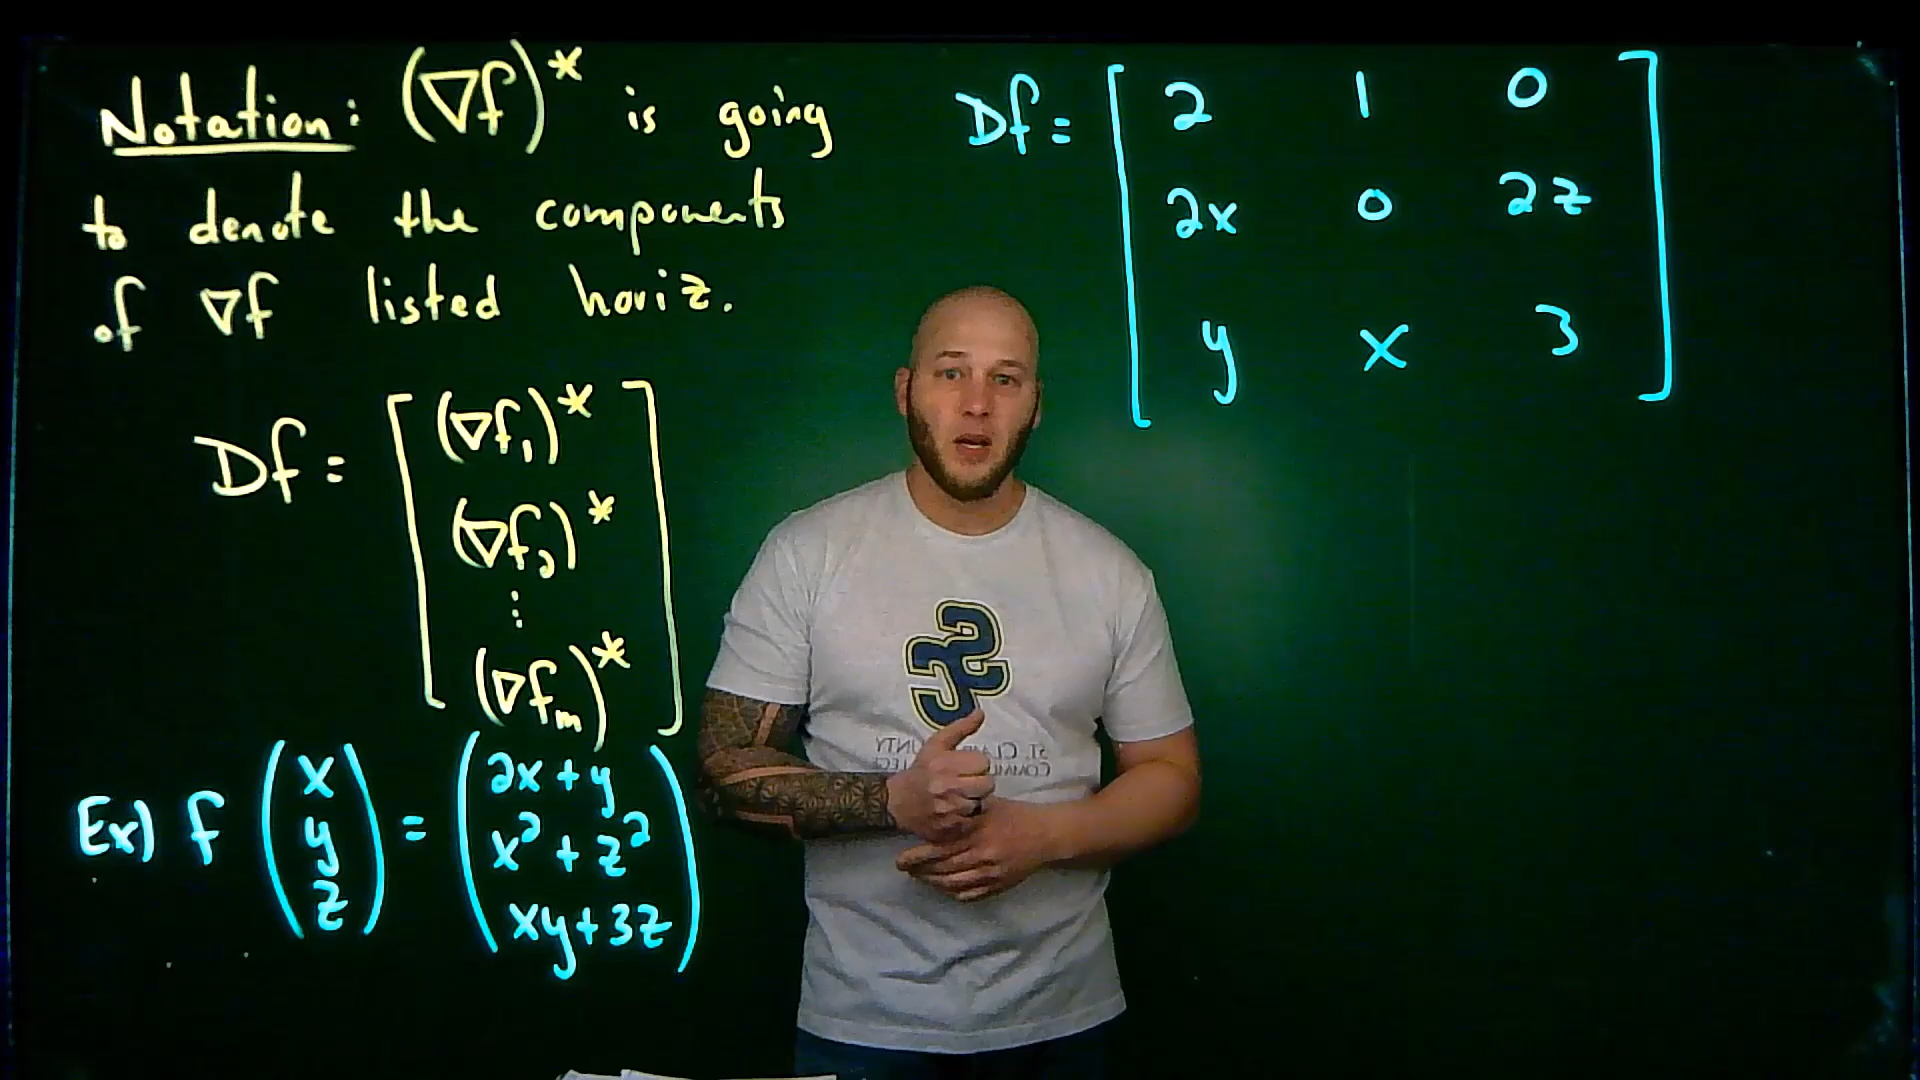 Notation: (∇f)* is going
to denote the components
of ∇f listed horiz.
Df = [ (∇f₁)*
(∇f₂)*
⋮
(∇fₘ)* ]
Ex) f (x y z) = (2x + y
x² + z²
xy + 3z)
Df = [ 2 1 0
2x 0 2z
y x 3 ]